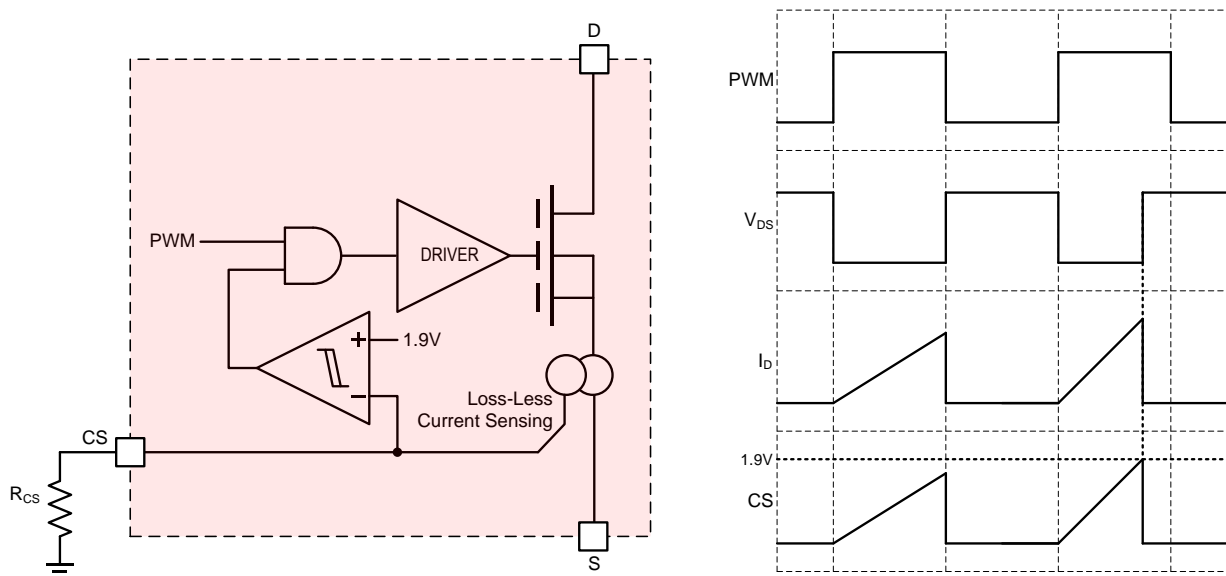 D
PWM
DRIVER
+
1.9V
−
Loss-Less
Current Sensing
CS
RCS
S
PWM
VDS
ID
1.9V
CS